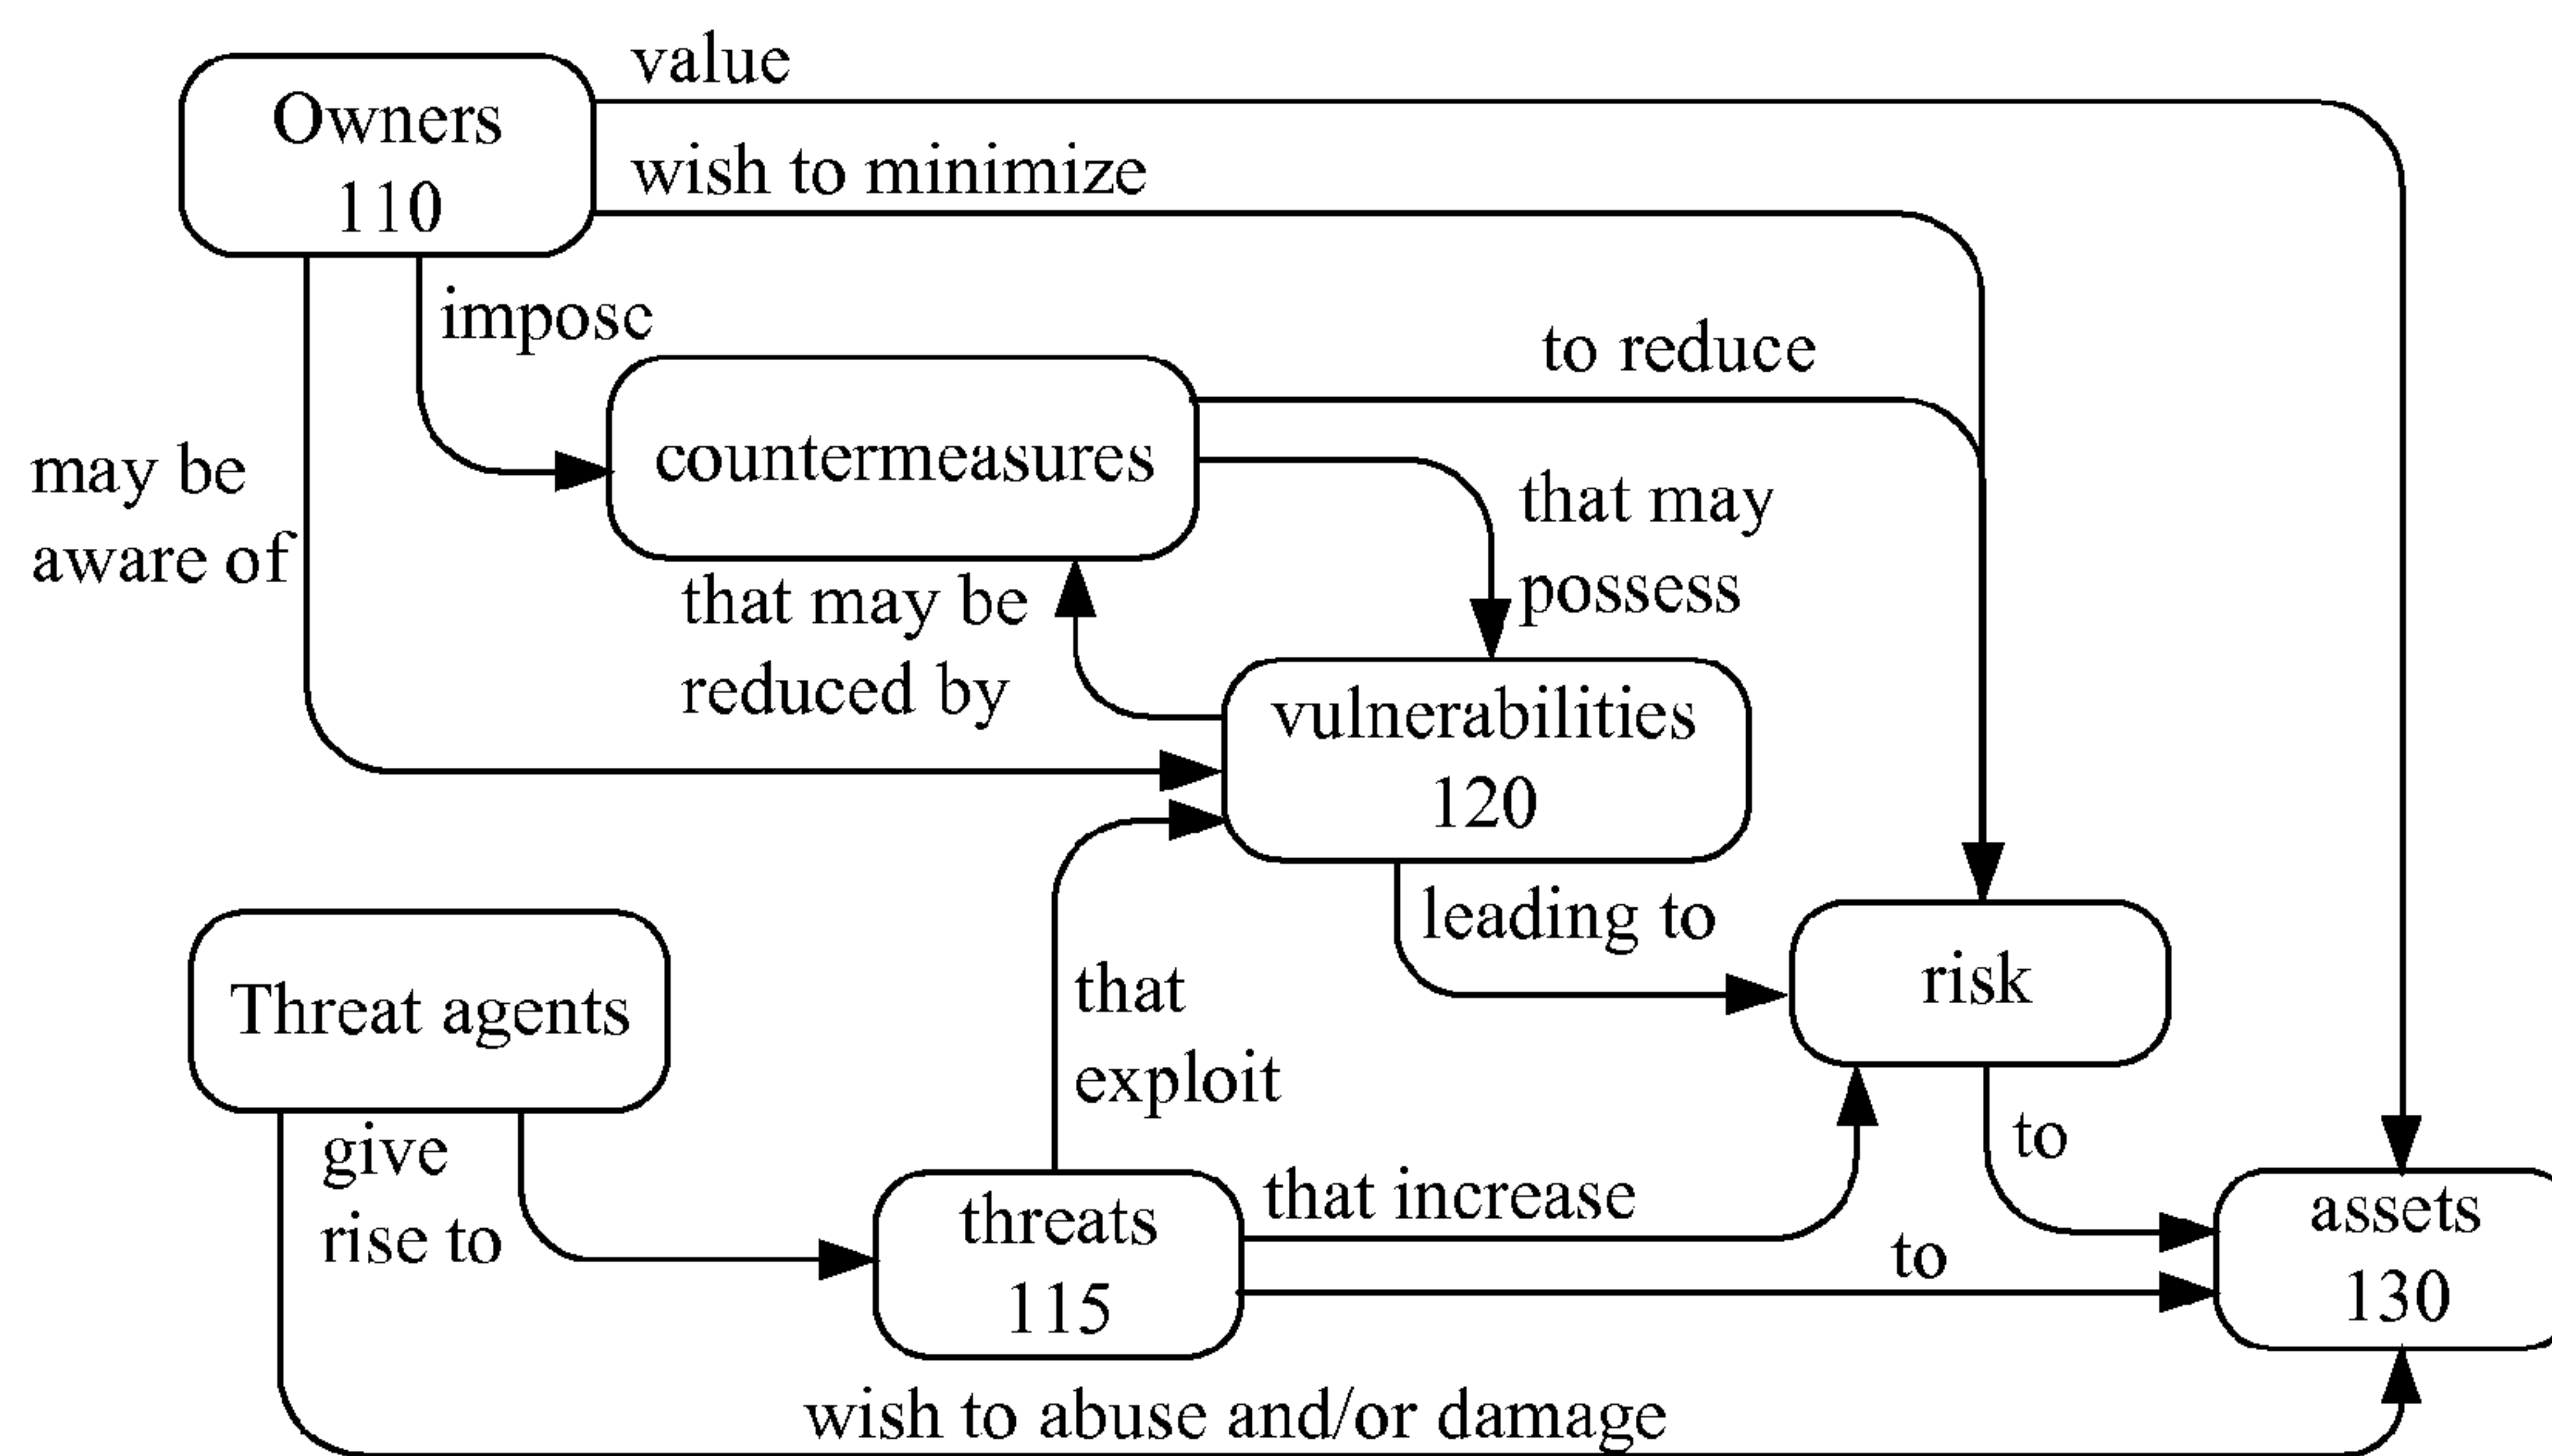 value
Owners
110
wish to minimize
impose
to reduce
countermeasures
may be
aware of
that may
possess
that may be
reduced by
vulnerabilities
120
leading to
risk
Threat agents
that
exploit
give
rise to
threats
115
that increase
to
to
assets
130
wish to abuse and/or damage